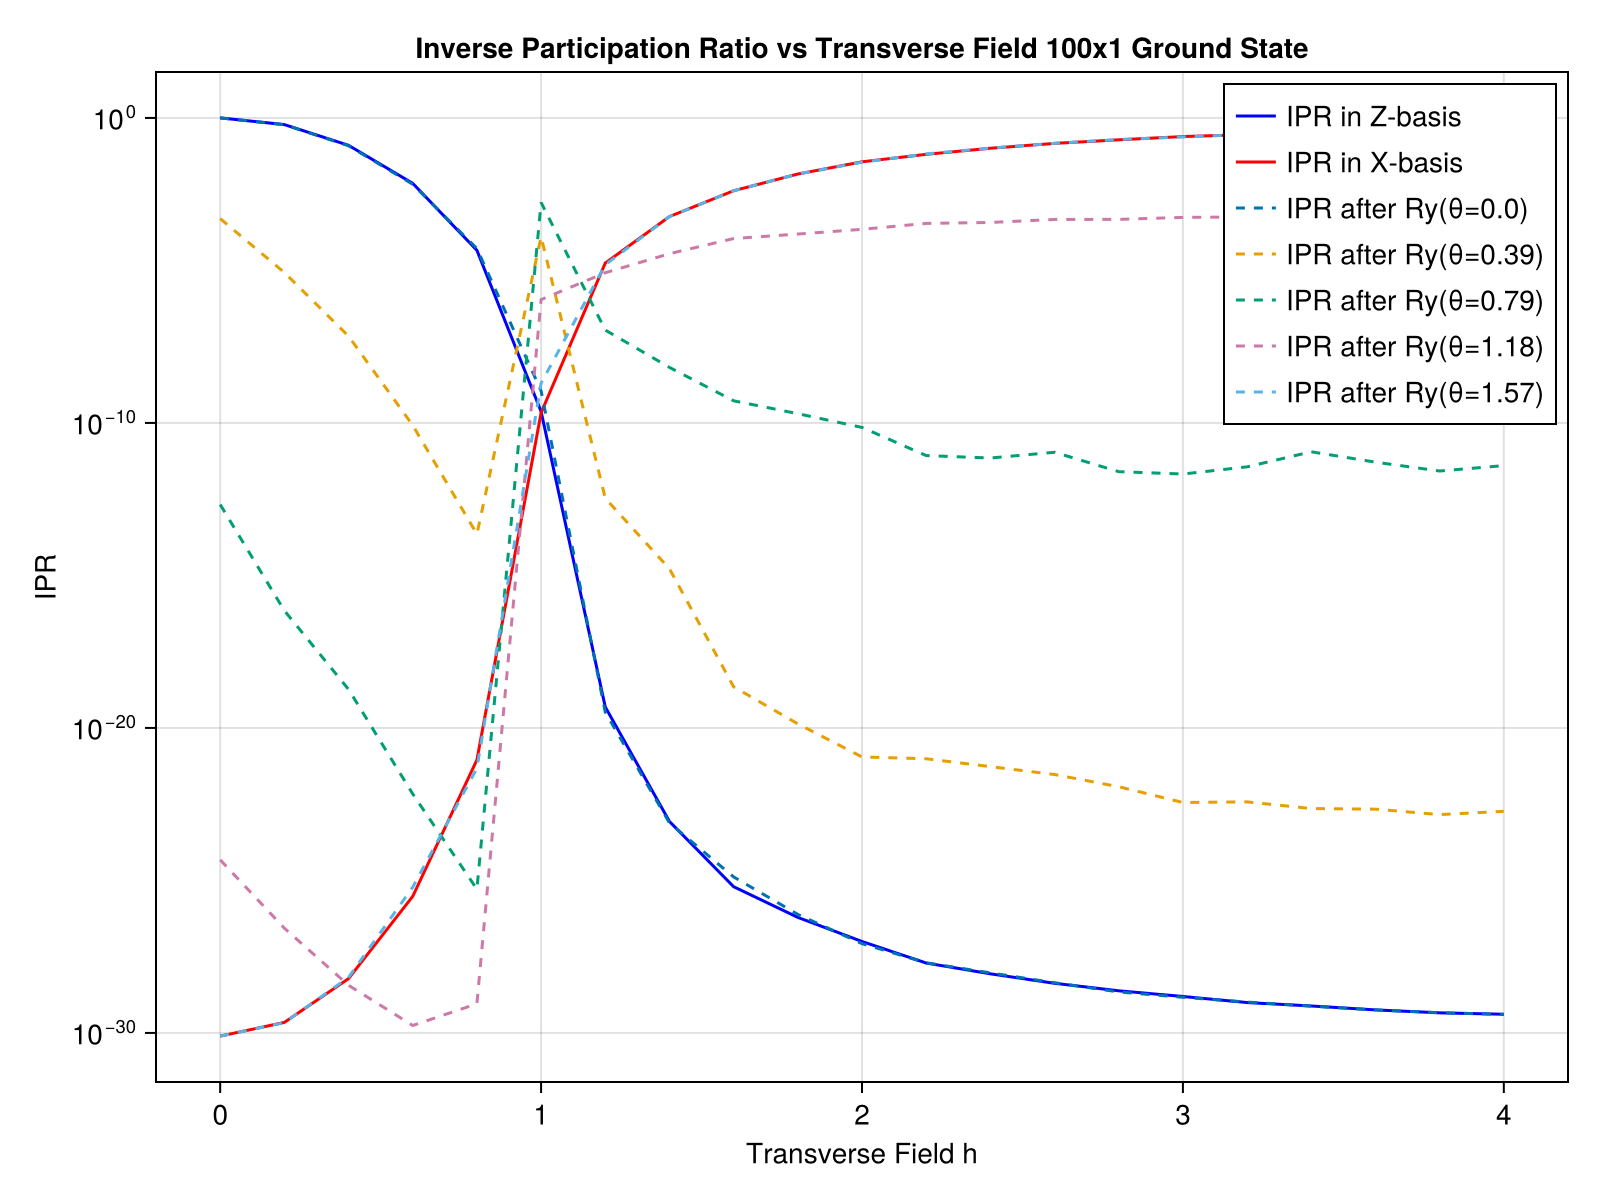 Inverse Participation Ratio vs Transverse Field 100x1 Ground State
IPR in Z-basis
IPR in X-basis
IPR after Ry(θ=0.0)
IPR after Ry(θ=0.39)
IPR after Ry(θ=0.79)
IPR after Ry(θ=1.18)
IPR after Ry(θ=1.57)
10⁰
10⁻¹⁰
10⁻²⁰
10⁻³⁰
IPR
0 1 2 3 4
Transverse Field h